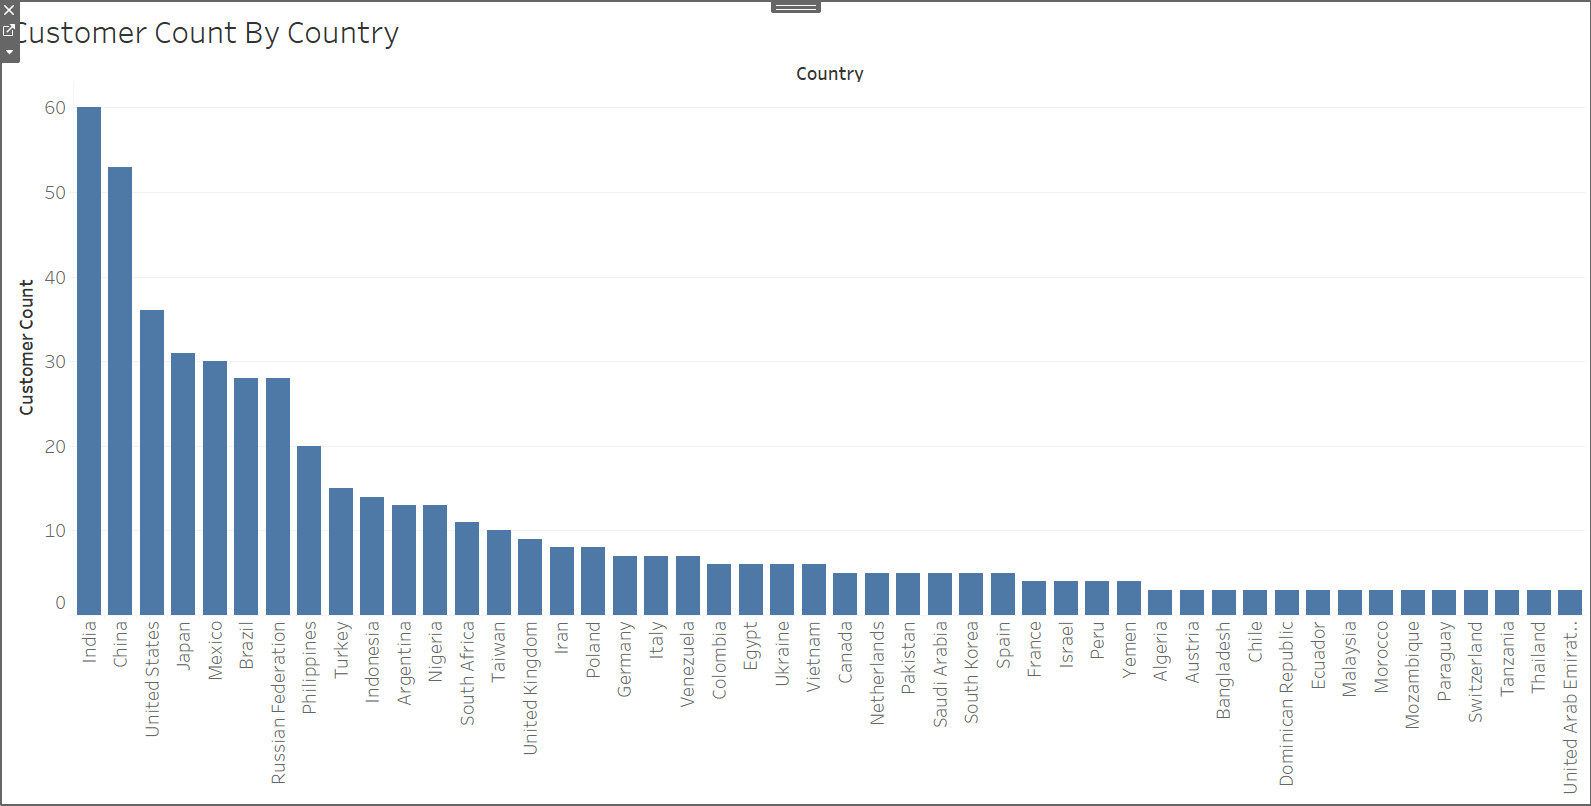 Customer Count By Country
Country
Customer Count
60
50
40
30
20
10
0
India
China
United States
Japan
Mexico
Brazil
Russian Federation
Philippines
Turkey
Indonesia
Argentina
Nigeria
South Africa
Taiwan
United Kingdom
Iran
Poland
Germany
Italy
Venezuela
Colombia
Egypt
Ukraine
Vietnam
Canada
Netherlands
Pakistan
Saudi Arabia
South Korea
Spain
France
Israel
Peru
Yemen
Algeria
Austria
Bangladesh
Chile
Dominican Republic
Ecuador
Malaysia
Morocco
Mozambique
Paraguay
Switzerland
Tanzania
Thailand
United Arab Emirat..